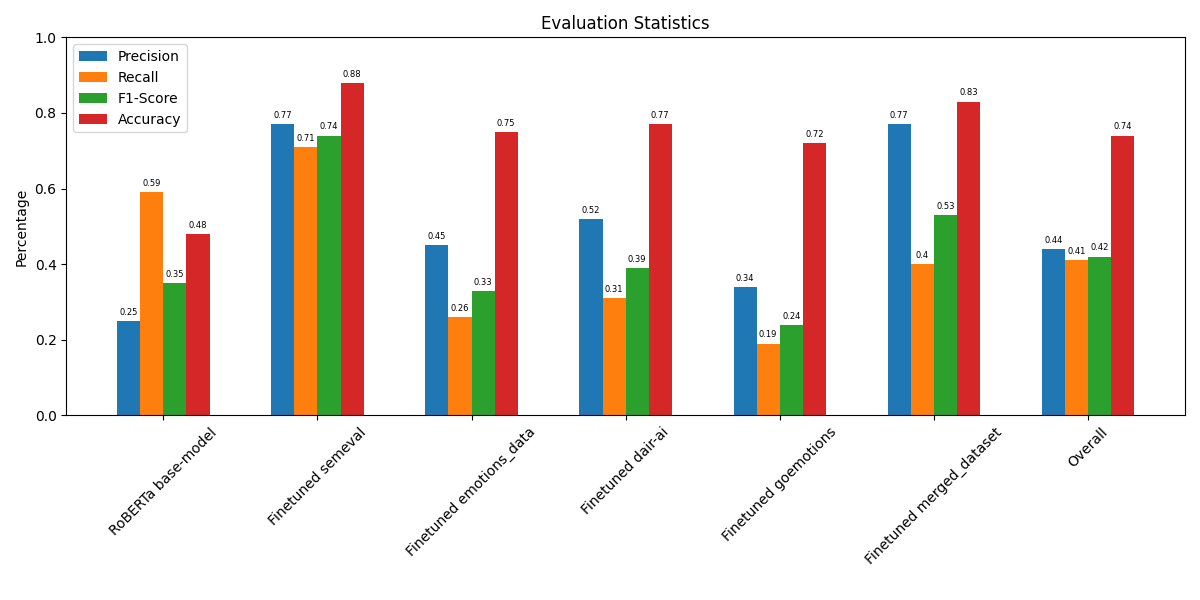 Evaluation Statistics
Percentage
1.0
0.8
0.6
0.4
0.2
0.0
Precision
Recall
F1-Score
Accuracy
0.25
0.59
0.35
0.48
0.77
0.71
0.74
0.88
0.45
0.26
0.33
0.75
0.52
0.31
0.39
0.77
0.34
0.19
0.24
0.72
0.77
0.4
0.53
0.83
0.44
0.41
0.42
0.74
RoBERTa base-model
Finetuned semeval
Finetuned emotions_data
Finetuned dair-ai
Finetuned goemotions
Finetuned merged_dataset
Overall